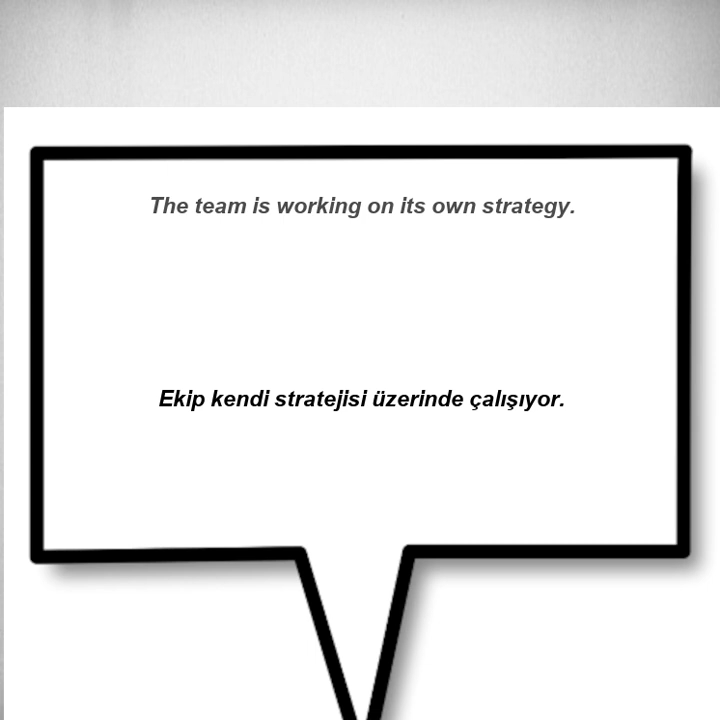 The team is working on its own strategy.
Ekip kendi stratejisi üzerinde çalışıyor.